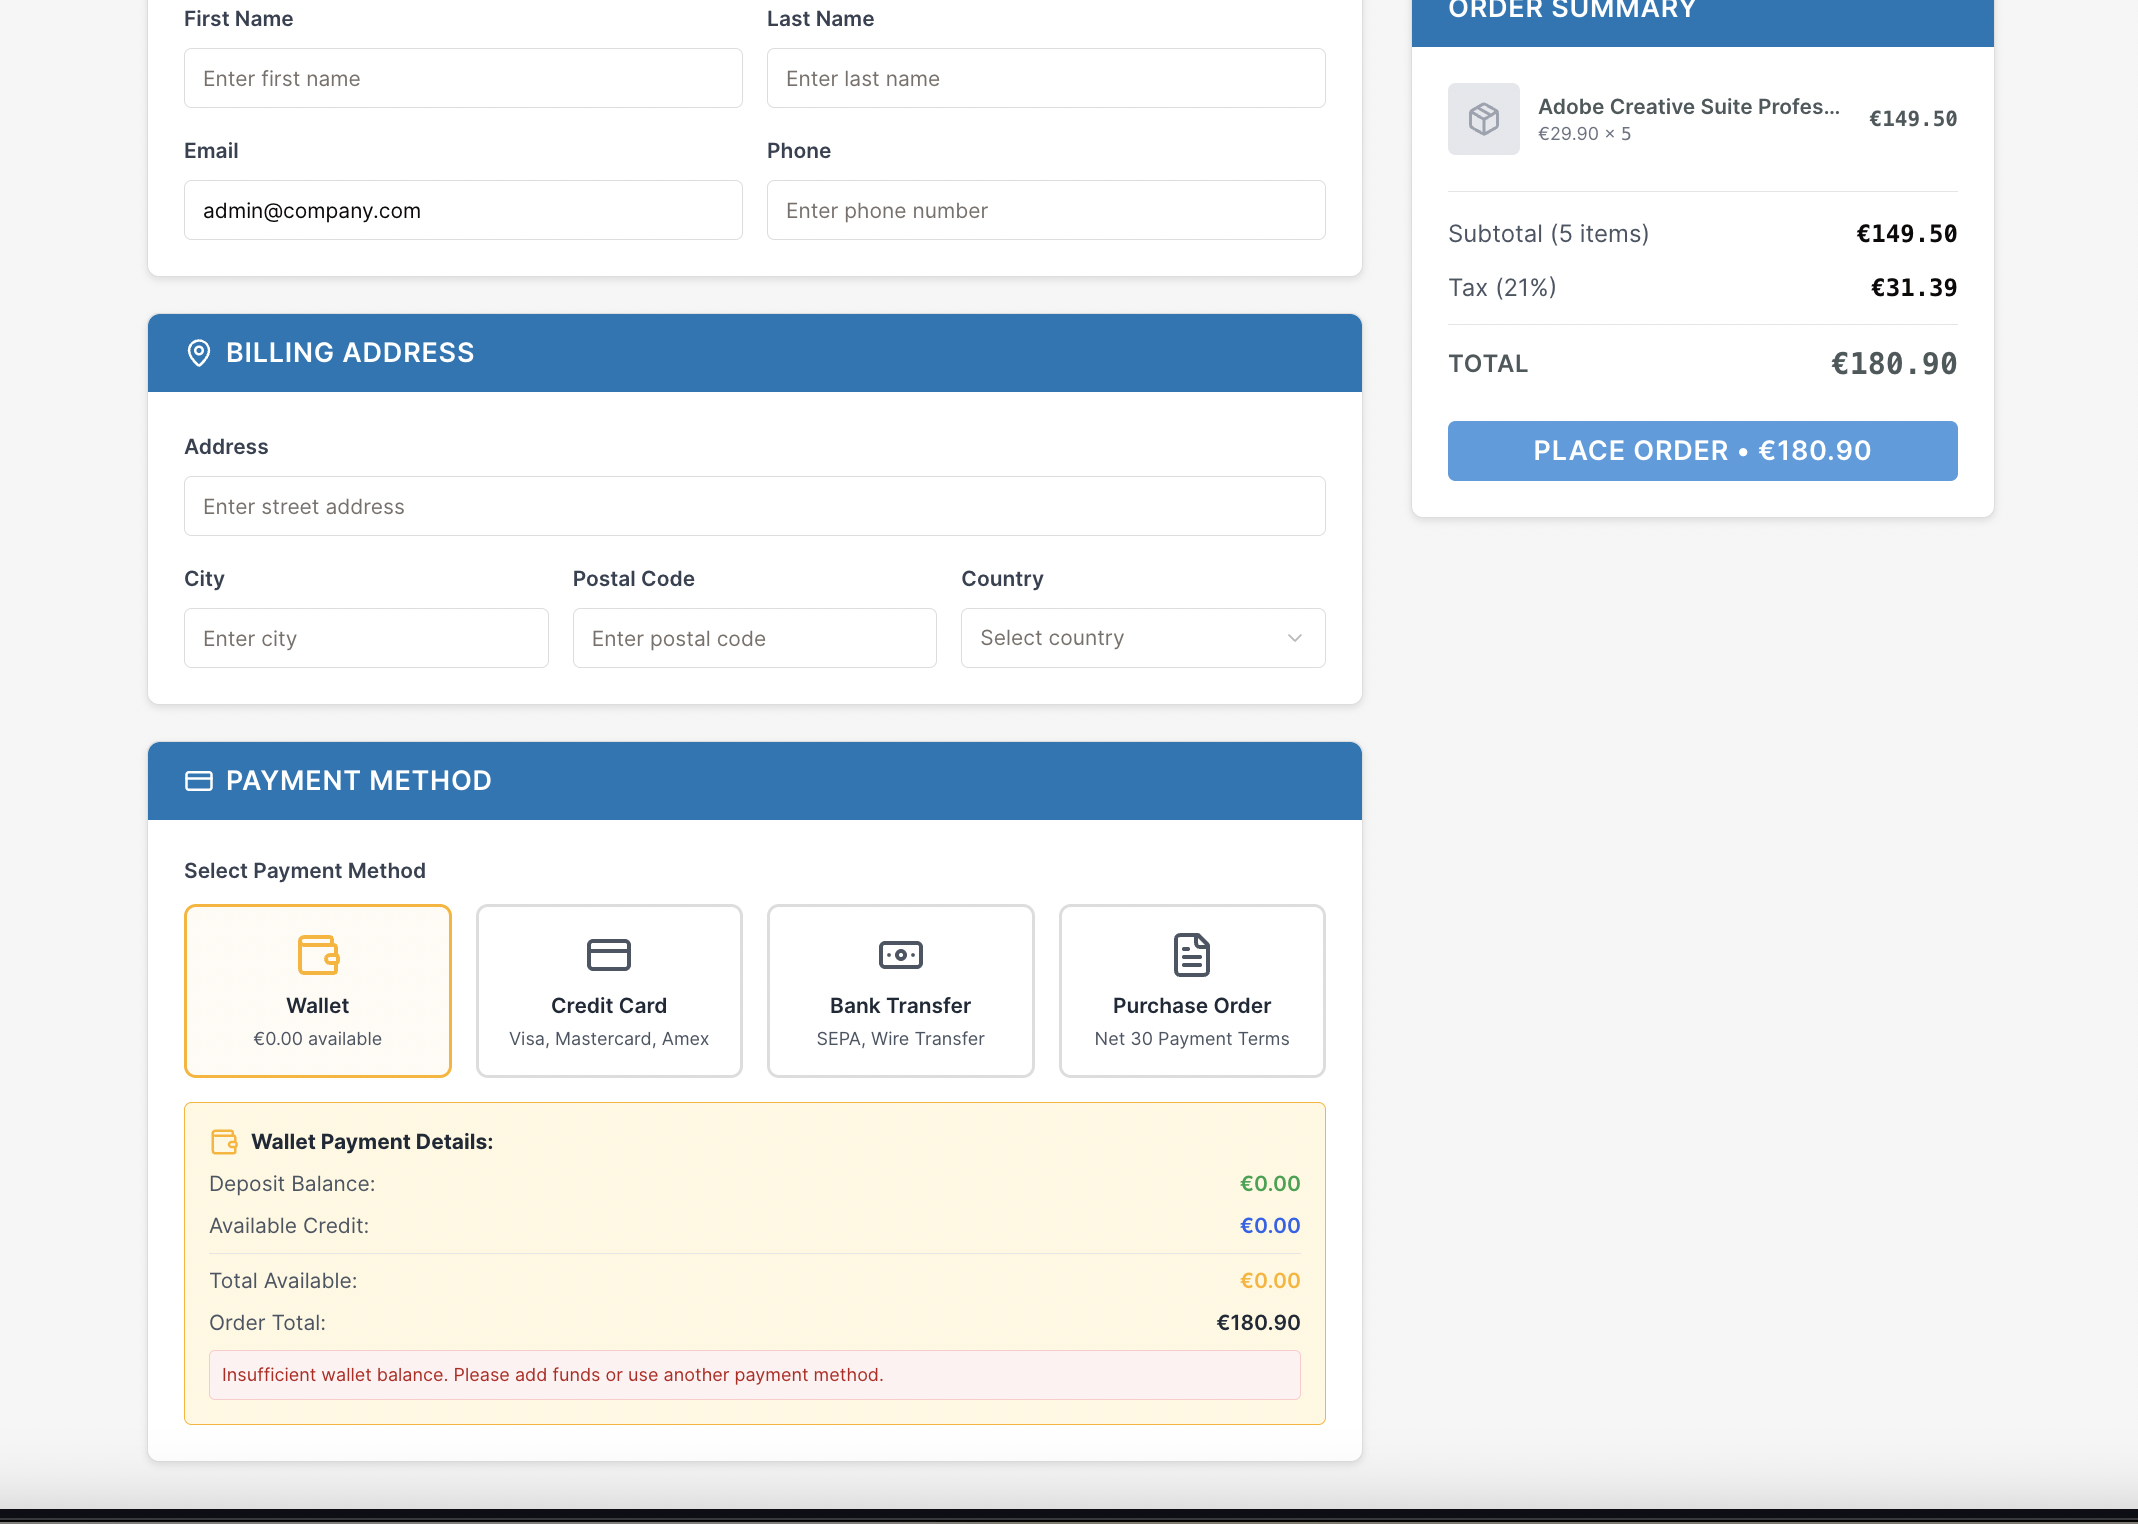 First Name
Last Name
Enter first name
Enter last name
Email
Phone
admin@company.com
Enter phone number
BILLING ADDRESS
Address
Enter street address
City
Postal Code
Country
Enter city
Enter postal code
Select country
PAYMENT METHOD
Select Payment Method
Wallet
€0.00 available
Credit Card
Visa, Mastercard, Amex
Bank Transfer
SEPA, Wire Transfer
Purchase Order
Net 30 Payment Terms
Wallet Payment Details:
Deposit Balance: €0.00
Available Credit: €0.00
Total Available: €0.00
Order Total: €180.90
Insufficient wallet balance. Please add funds or use another payment method.
ORDER SUMMARY
Adobe Creative Suite Profes... €149.50
€29.90 × 5
Subtotal (5 items) €149.50
Tax (21%) €31.39
TOTAL €180.90
PLACE ORDER • €180.90